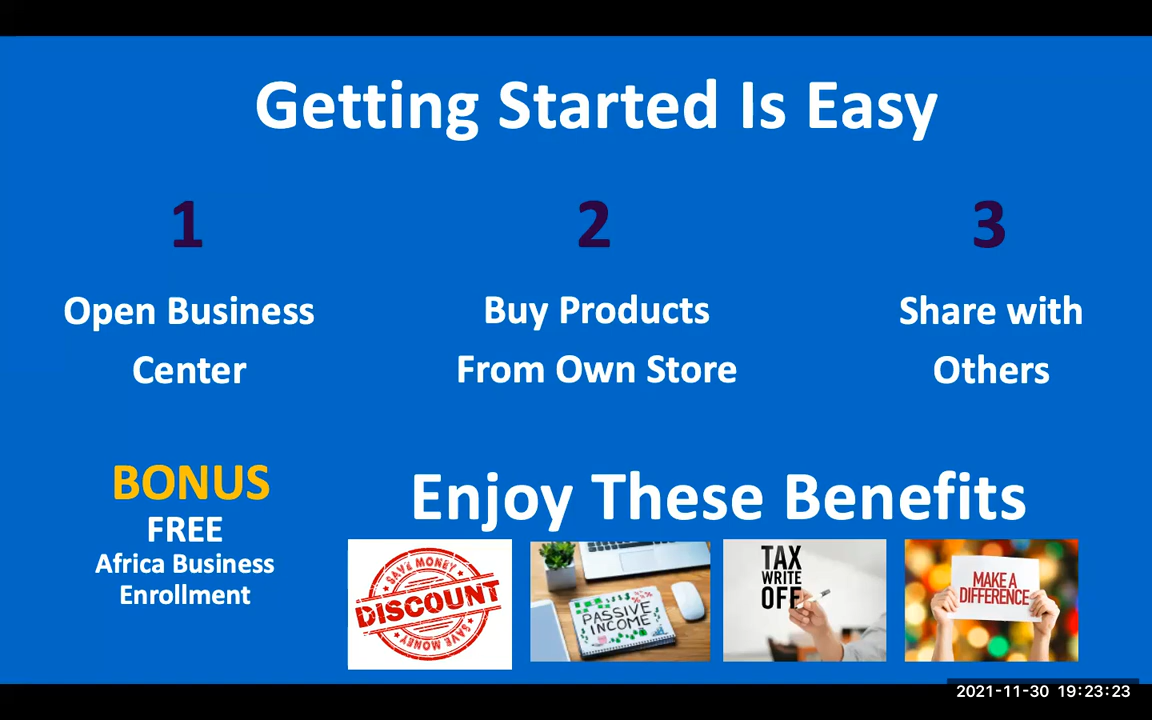 Getting Started Is Easy
1
Open Business
Center
2
Buy Products
From Own Store
3
Share with
Others
BONUS
FREE
Africa Business
Enrollment
Enjoy These Benefits
SAVE MONEY
DISCOUNT
SAVE MONEY
PASSIVE
INCOME
TAX
WRITE
OFF
MAKE A
DIFFERENCE
2021-11-30 19:23:23